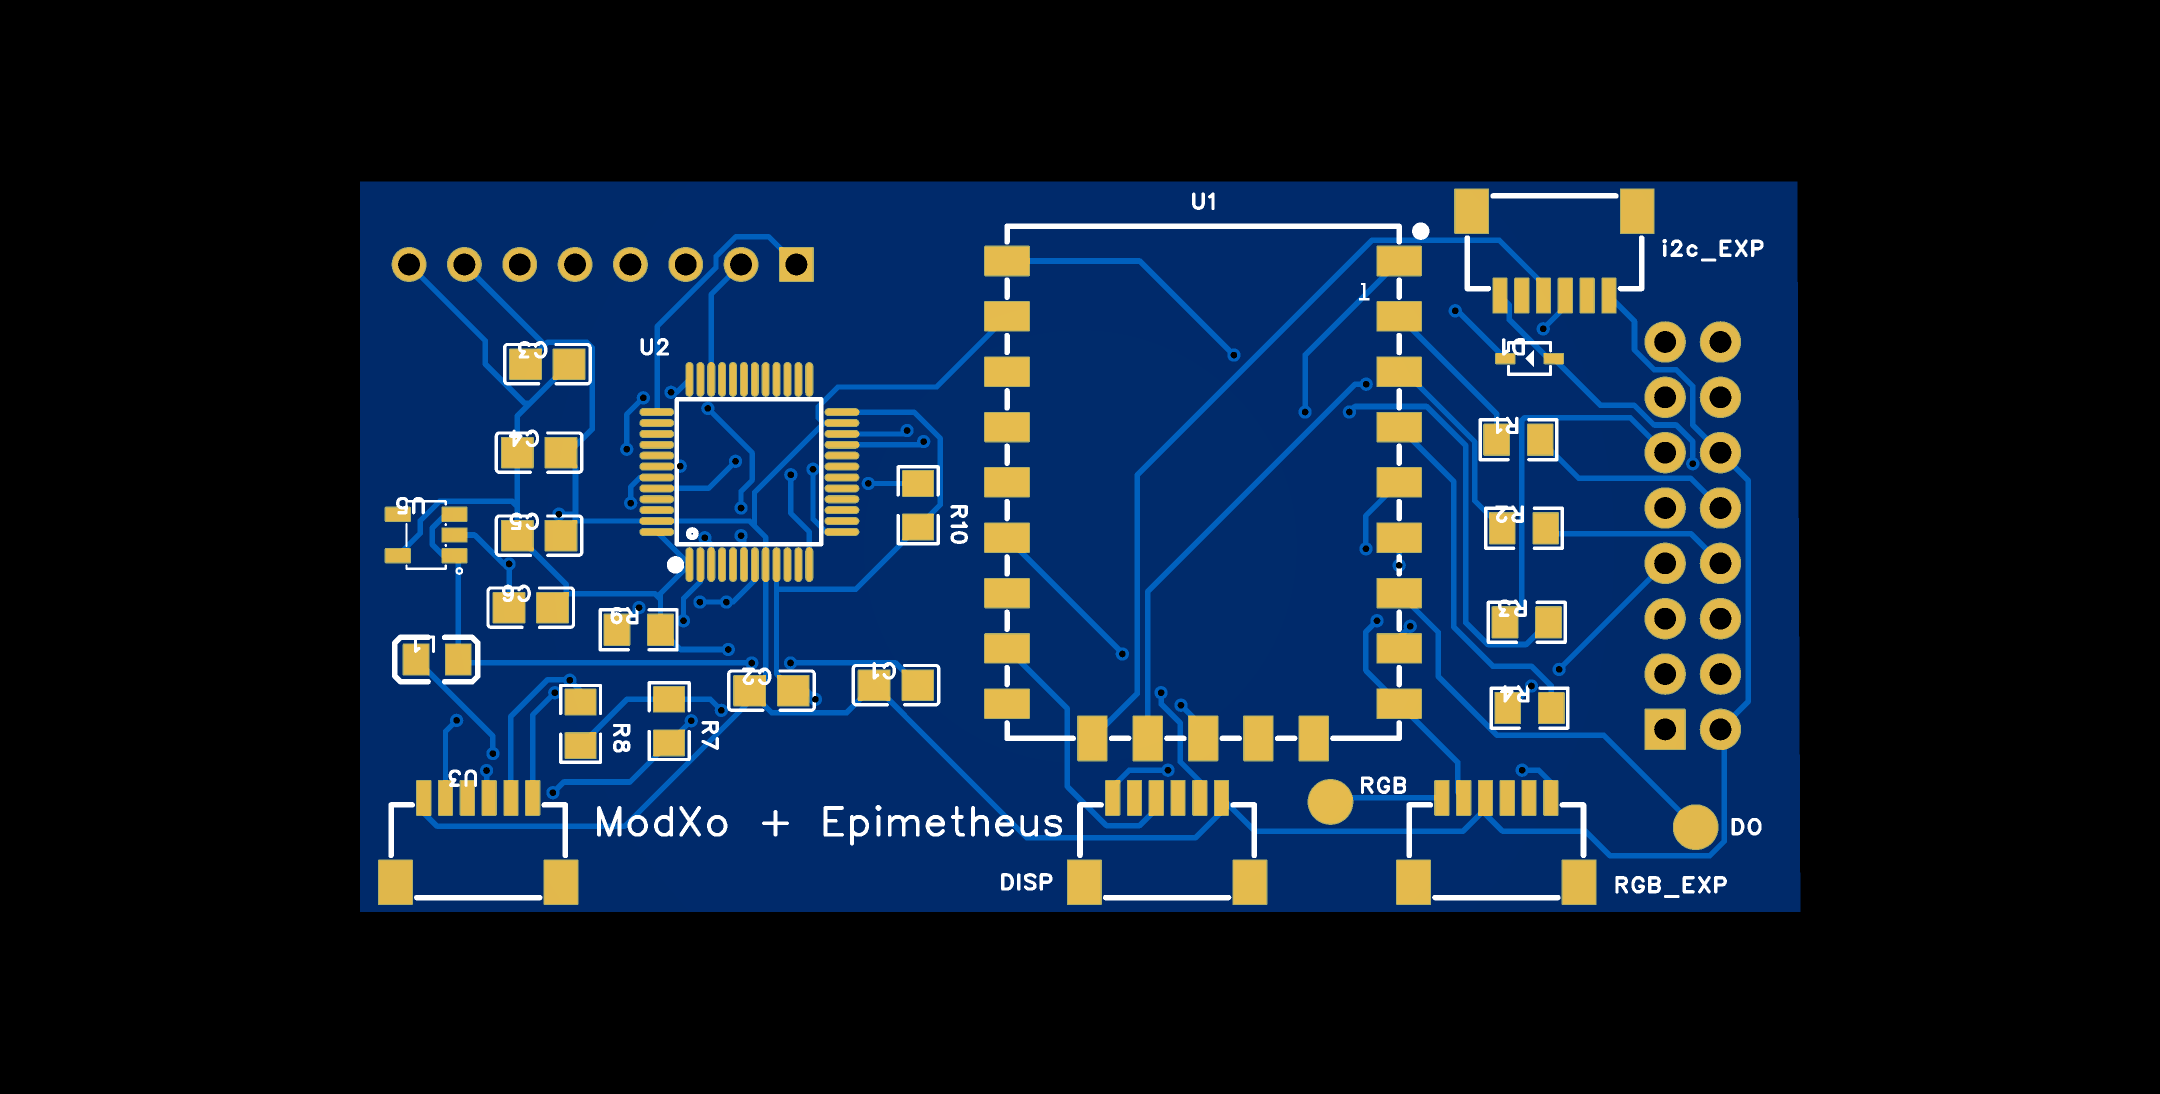 U1
i2c_EXP
1
U2
C3
D1
C4
R1
U5
C5
R10
R2
C6
R9
R3
L1
C2
C1
R4
R8
R7
U3
RGB
ModXo + Epimetheus
D0
DISP
RGB_EXP